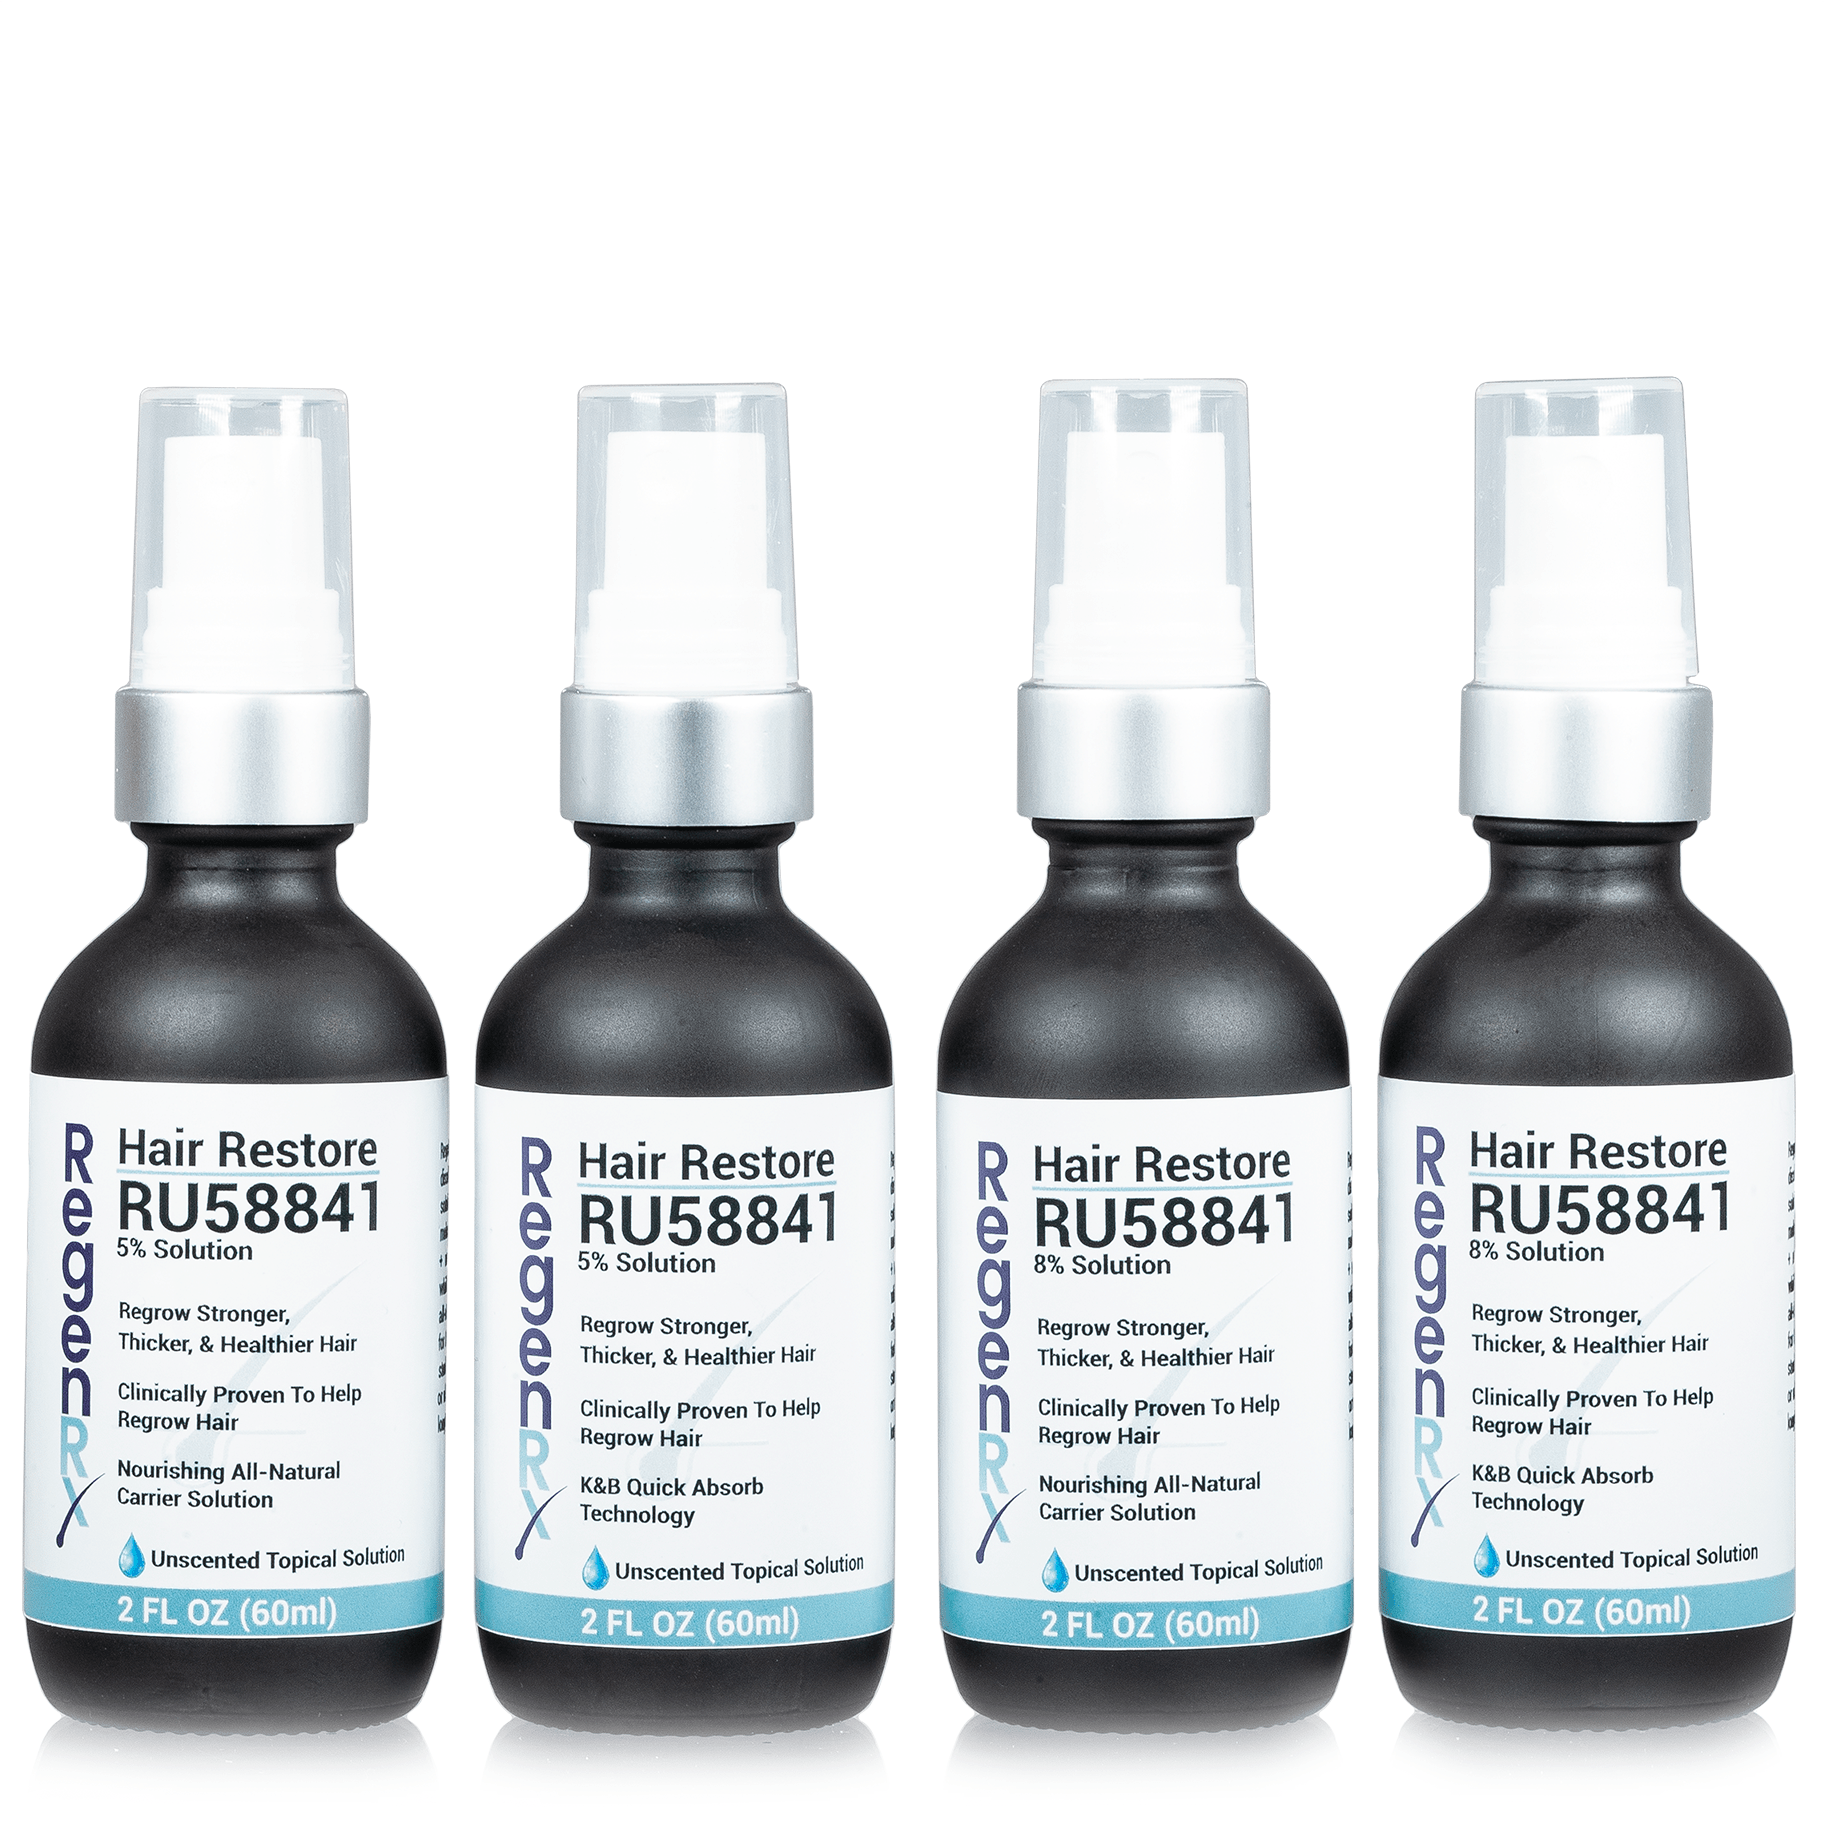 RegenRx
Hair Restore
RU58841
5% Solution
Regrow Stronger,
Thicker, & Healthier Hair
Clinically Proven To Help
Regrow Hair
Nourishing All-Natural
Carrier Solution
Unscented Topical Solution
2 FL OZ (60ml)
RegenRx
Hair Restore
RU58841
5% Solution
Regrow Stronger,
Thicker, & Healthier Hair
Clinically Proven To Help
Regrow Hair
K&B Quick Absorb
Technology
Unscented Topical Solution
2 FL OZ (60ml)
RegenRx
Hair Restore
RU58841
8% Solution
Regrow Stronger,
Thicker, & Healthier Hair
Clinically Proven To Help
Regrow Hair
Nourishing All-Natural
Carrier Solution
Unscented Topical Solution
2 FL OZ (60ml)
RegenRx
Hair Restore
RU58841
8% Solution
Regrow Stronger,
Thicker, & Healthier Hair
Clinically Proven To Help
Regrow Hair
K&B Quick Absorb
Technology
Unscented Topical Solution
2 FL OZ (60ml)